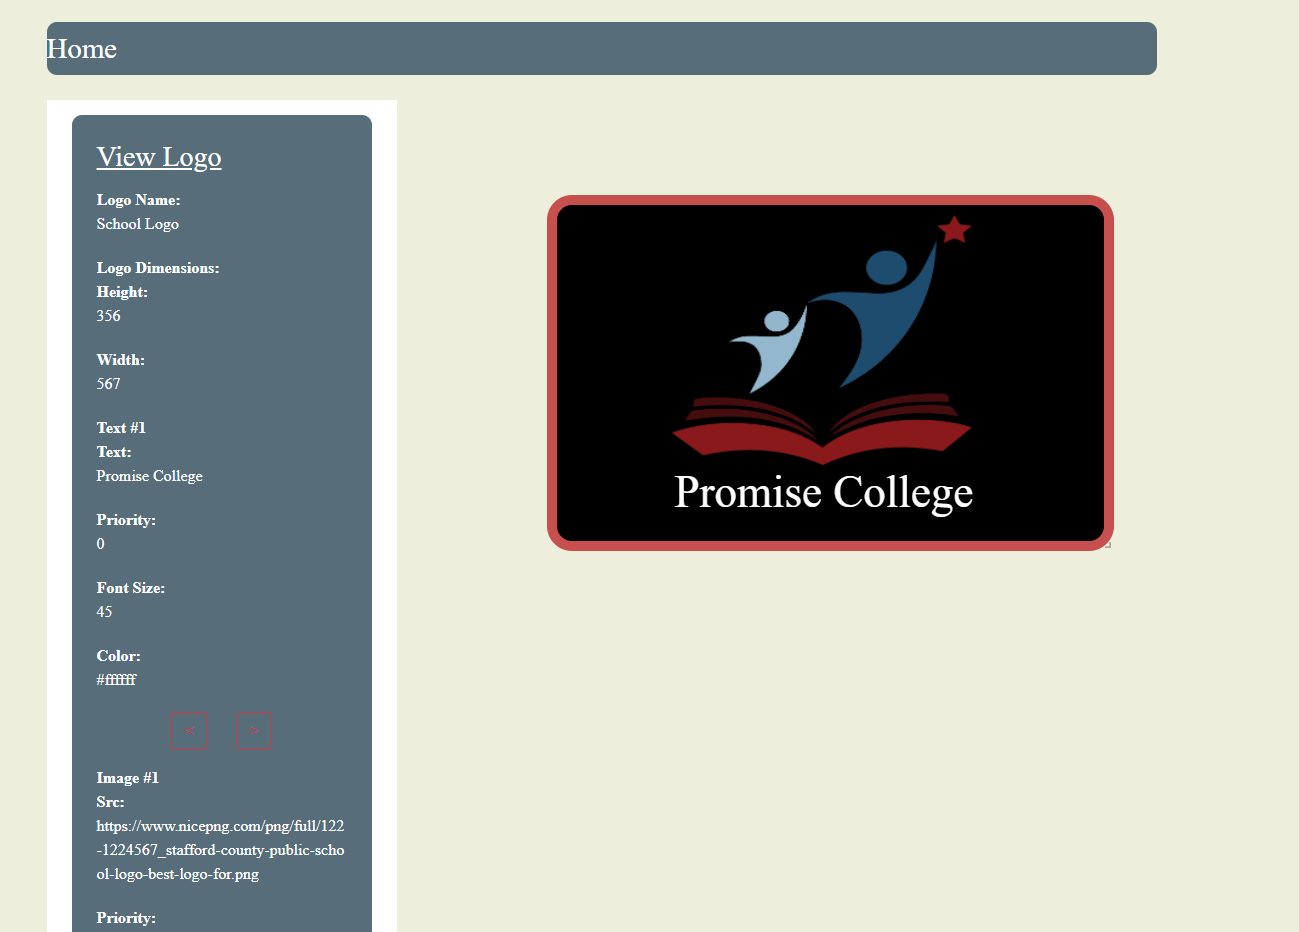 Home
View Logo
Logo Name:
School Logo
Logo Dimensions:
Height:
356
Width:
567
Text #1
Text:
Promise College
Priority:
0
Font Size:
45
Color:
#ffffff
< >
Image #1
Src:
https://www.nicepng.com/png/full/122
-1224567_stafford-county-public-scho
ol-logo-best-logo-for.png
Priority:
Promise College